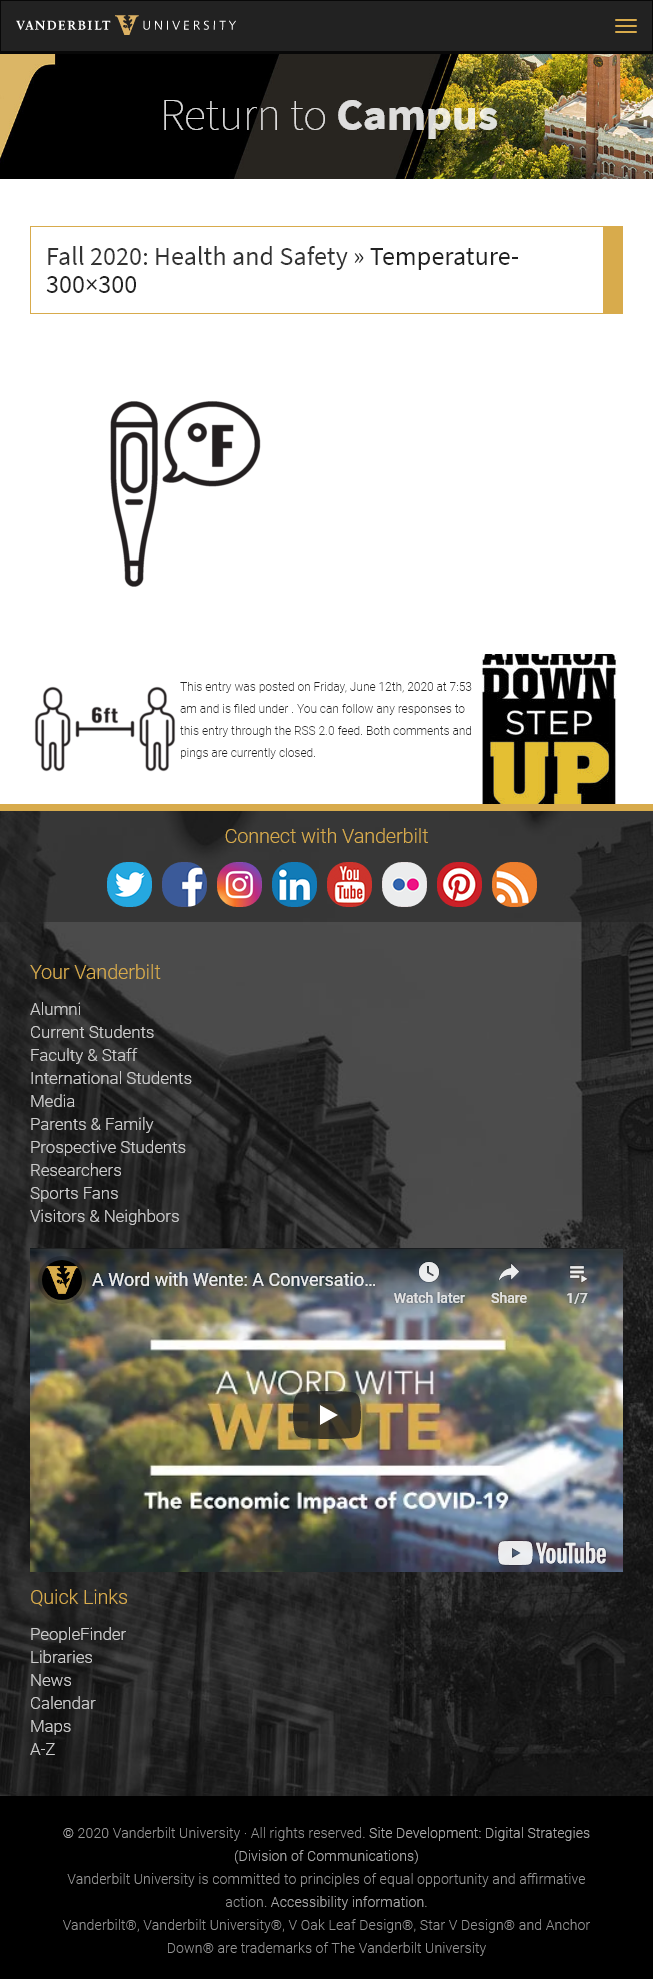 VANDERBILT V UNIVERSITY
Return to Campus
Fall 2020: Health and Safety » Temperature-
300×300
°F
6ft
This entry was posted on Friday, June 12th, 2020 at 7:53
am and is filed under . You can follow any responses to
this entry through the RSS 2.0 feed. Both comments and
pings are currently closed.
ANCHOR
DOWN
STEP
UP
Connect with Vanderbilt
f
in
You
Tube
Your Vanderbilt
Alumni
Current Students
Faculty & Staff
International Students
Media
Parents & Family
Prospective Students
Researchers
Sports Fans
Visitors & Neighbors
V
A Word with Wente: A Conversatio...
Watch later
Share
1/7
A WORD WITH
WENTE
The Economic Impact of COVID-19
YouTube
Quick Links
PeopleFinder
Libraries
News
Calendar
Maps
A-Z
© 2020 Vanderbilt University · All rights reserved. Site Development: Digital Strategies
(Division of Communications)
Vanderbilt University is committed to principles of equal opportunity and affirmative
action. Accessibility information.
Vanderbilt®, Vanderbilt University®, V Oak Leaf Design®, Star V Design® and Anchor
Down® are trademarks of The Vanderbilt University